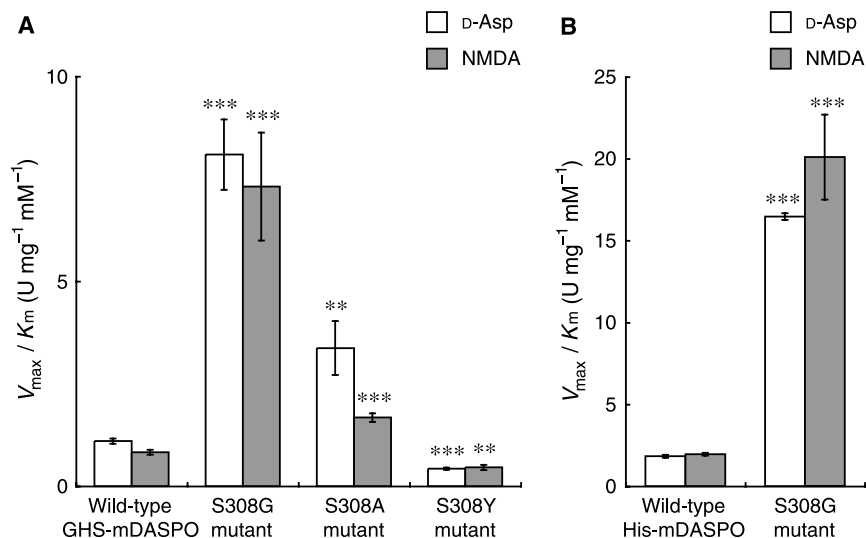 A
D-Asp
NMDA
10
5
0
Vmax / Km (U mg−1 mM−1)
***
***
**
***
***
**
Wild-type
GHS-mDASPO
S308G
mutant
S308A
mutant
S308Y
mutant
B
D-Asp
NMDA
25
20
15
10
5
0
Vmax / Km (U mg−1 mM−1)
***
***
Wild-type
His-mDASPO
S308G
mutant